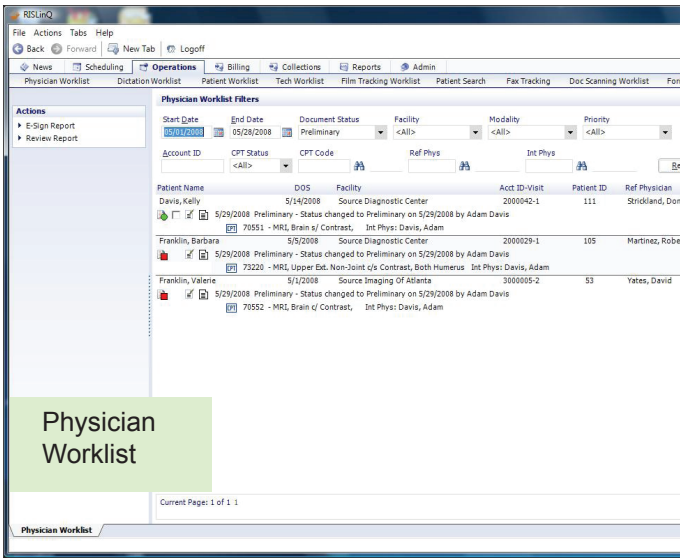 RISLinQ
File Actions Tabs Help
Back Forward New Tab Logoff
News Scheduling Operations Billing Collections Reports Admin
Physician Worklist Dictation Worklist Patient Worklist Tech Worklist Film Tracking Worklist Patient Search Fax Tracking Doc Scanning Worklist For
Physician Worklist Filters
Actions
E-Sign Report
Review Report
Start Date End Date Document Status Facility Modality Priority
05/01/2008 05/28/2008 Preliminary <All> <All> <All>
Account ID CPT Status CPT Code Ref Phys Int Phys
<All> Re
Patient Name DOS Facility Acct ID-Visit Patient ID Ref Physician
Davis, Kelly 5/14/2008 Source Diagnostic Center 2000042-1 111 Strickland, Don
5/29/2008 Preliminary - Status changed to Preliminary on 5/29/2008 by Adam Davis
CPT 70551 - MRI, Brain s/ Contrast, Int Phys: Davis, Adam
Franklin, Barbara 5/5/2008 Source Diagnostic Center 2000029-1 105 Martinez, Robe
5/29/2008 Preliminary - Status changed to Preliminary on 5/29/2008 by Adam Davis
CPT 73220 - MRI, Upper Ext. Non-Joint c/s Contrast, Both Humerus Int Phys: Davis, Adam
Franklin, Valerie 5/1/2008 Source Imaging Of Atlanta 3000005-2 53 Yates, David
5/29/2008 Preliminary - Status changed to Preliminary on 5/29/2008 by Adam Davis
CPT 70552 - MRI, Brain c/ Contrast, Int Phys: Davis, Adam
Physician
Worklist
Current Page: 1 of 1 1
Physician Worklist